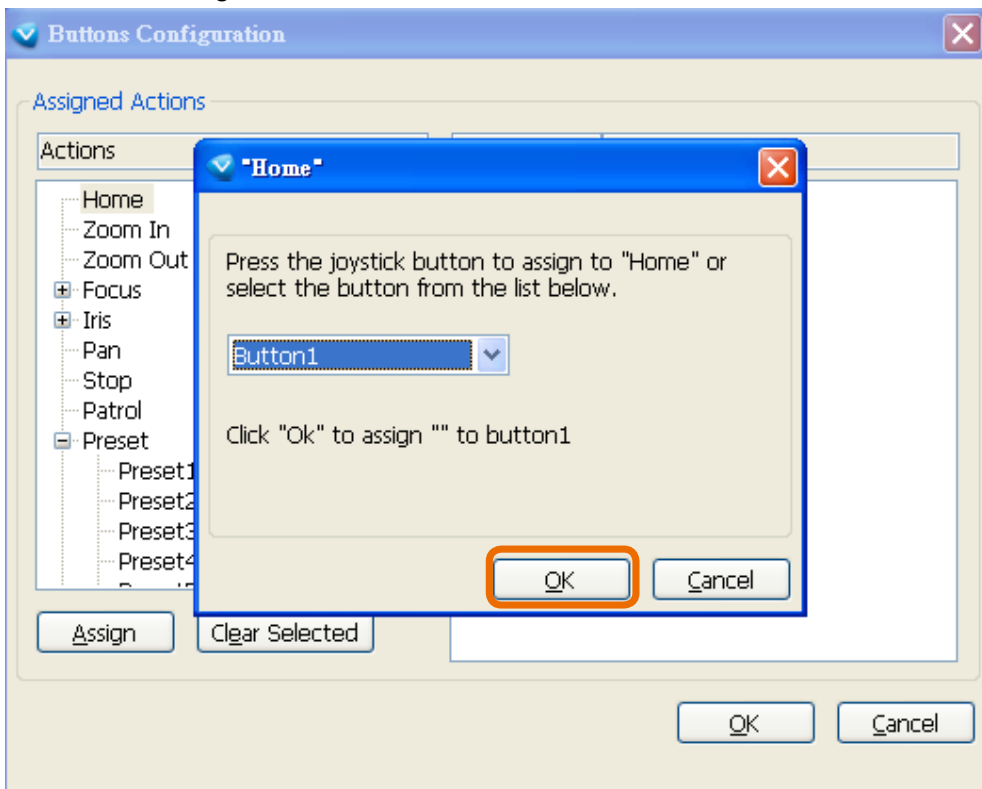 Buttons Configuration
Assigned Actions
Actions
Home
Zoom In
Zoom Out
Focus
Iris
Pan
Stop
Patrol
Preset
Preset1
Preset2
Preset3
Preset4
"Home"
Press the joystick button to assign to "Home" or
select the button from the list below.
Button1
Click "Ok" to assign "" to button1
OK Cancel
Assign Clear Selected
OK Cancel